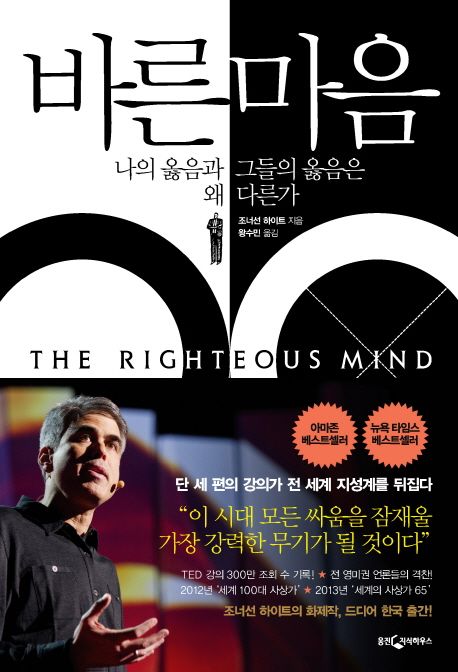 바른마음
나의 옳음과 그들의 옳음은
왜 다른가
조너선 하이트 지음
왕수민 옮김
THE RIGHTEOUS MIND
아마존
베스트셀러
뉴욕 타임스
베스트셀러
단 세 편의 강의가 전 세계 지성계를 뒤집다
“이 시대 모든 싸움을 잠재울
가장 강력한 무기가 될 것이다”
TED 강의 300만 조회 수 기록! ★ 전 영미권 언론들의 격찬!
2012년 ‘세계 100대 사상가’ ★ 2013년 ‘세계의 사상가 65’
조너선 하이트의 화제작, 드디어 한국 출간!
웅진 지식하우스